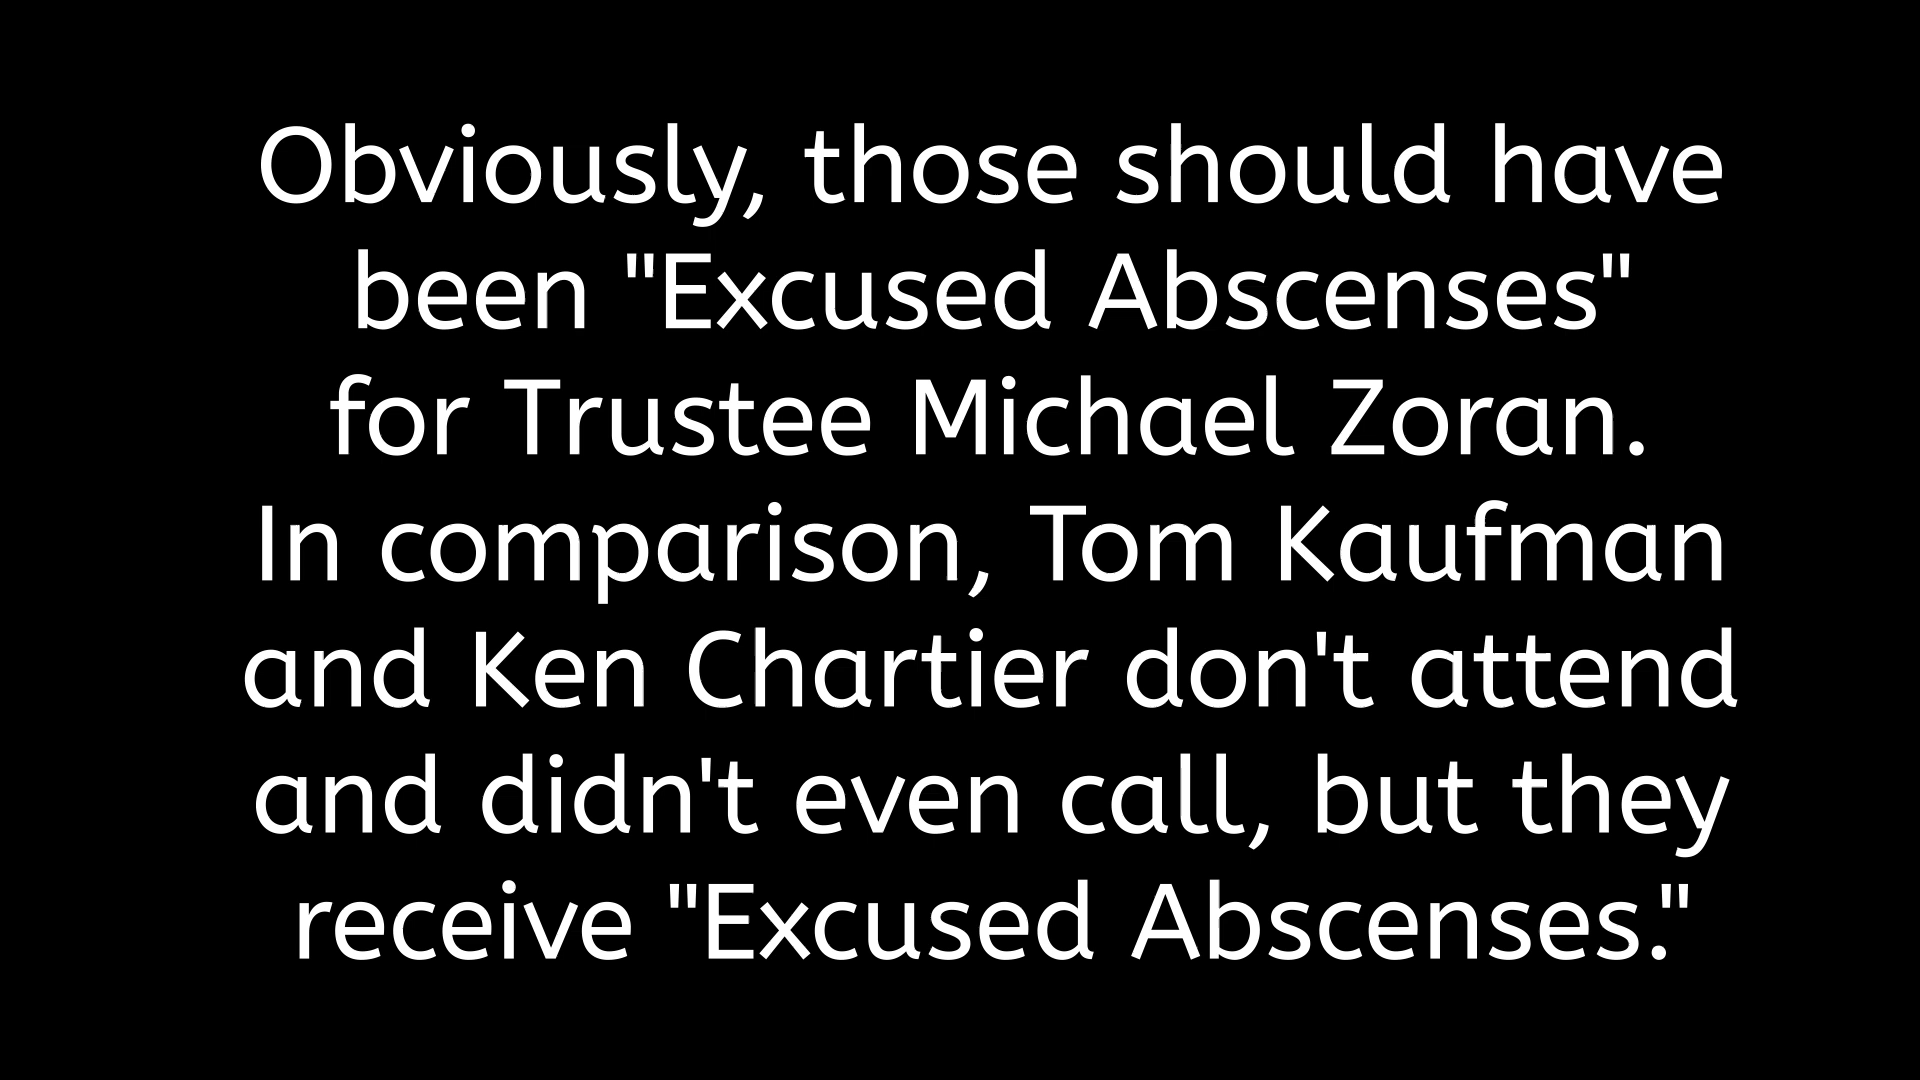 Obviously, those should have
been "Excused Abscenses"
for Trustee Michael Zoran.
In comparison, Tom Kaufman
and Ken Chartier don't attend
and didn't even call, but they
receive "Excused Abscenses."